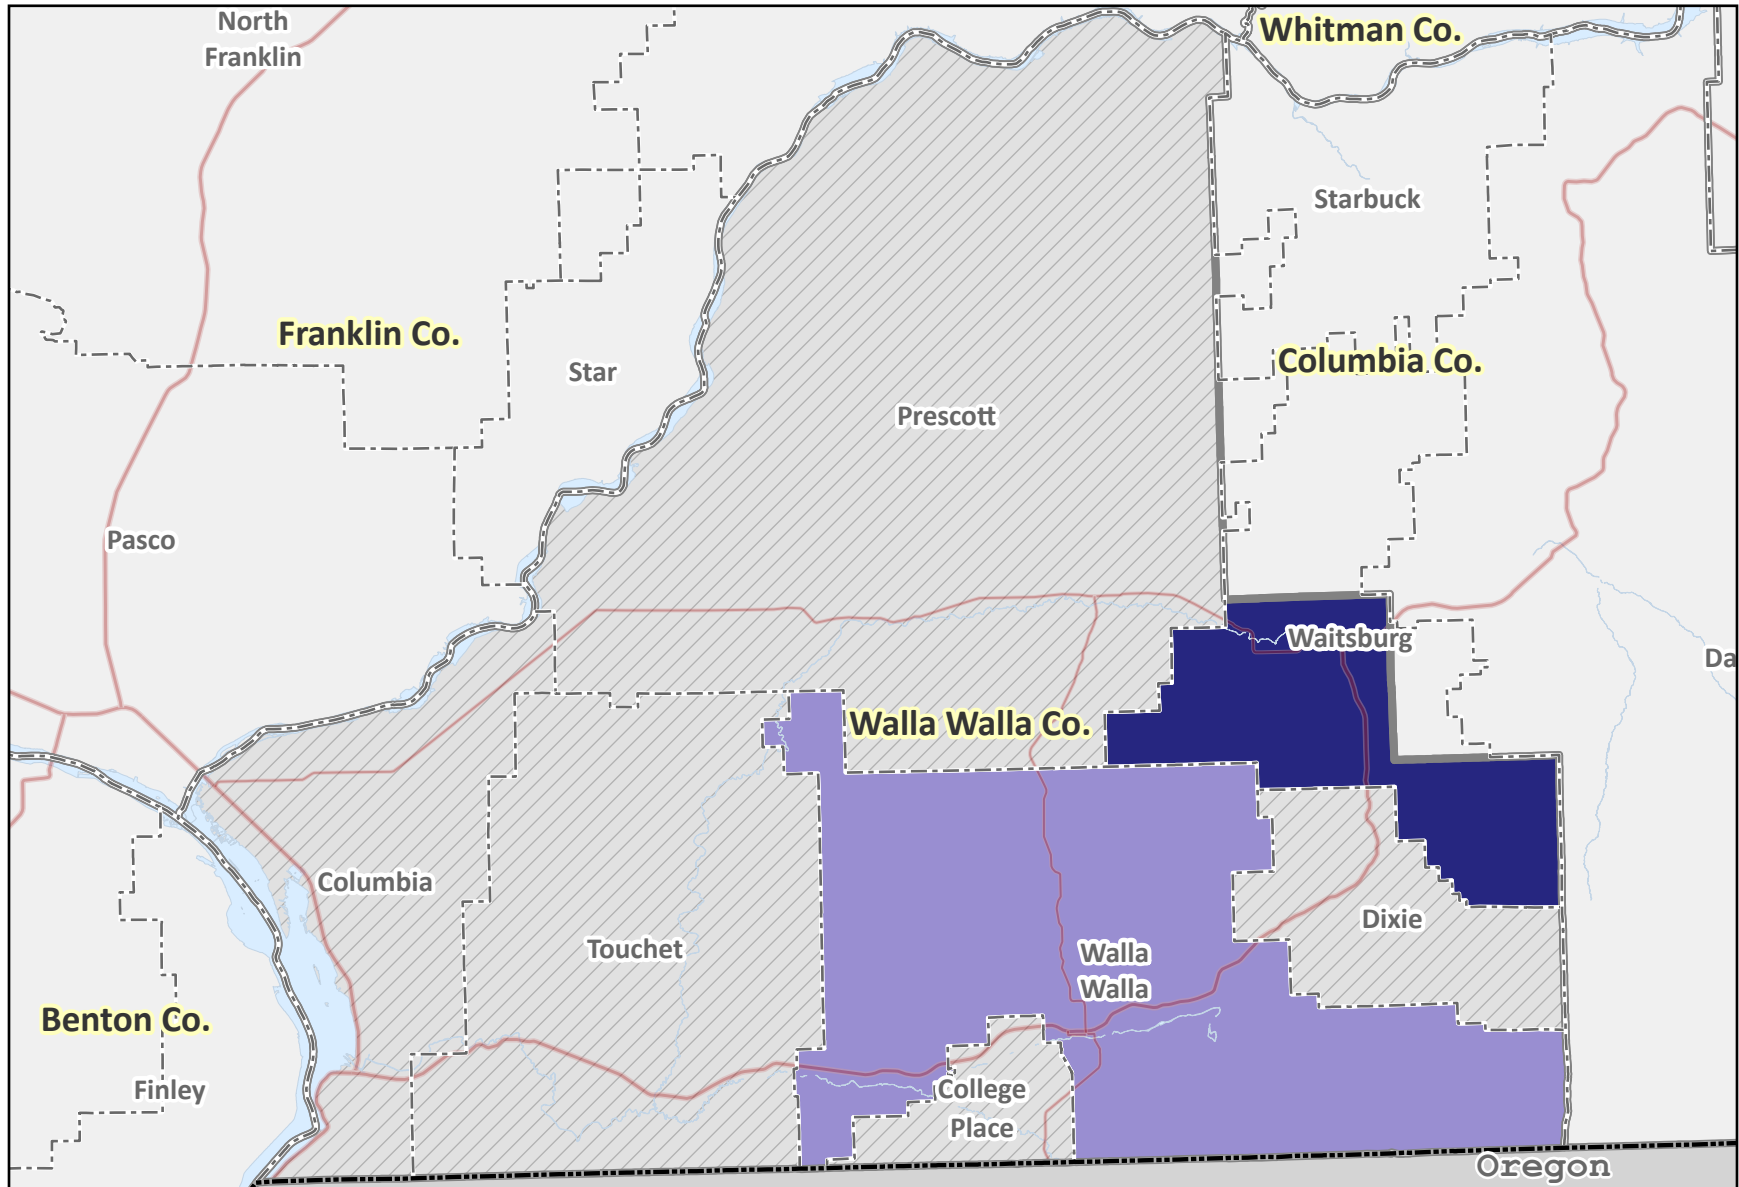 North
Franklin
Whitman Co.
Starbuck
Franklin Co.
Star
Columbia Co.
Prescott
Pasco
Waitsburg
Da
Walla Walla Co.
Columbia
Touchet
Dixie
Walla
Walla
Benton Co.
Finley
College
Place
Oregon